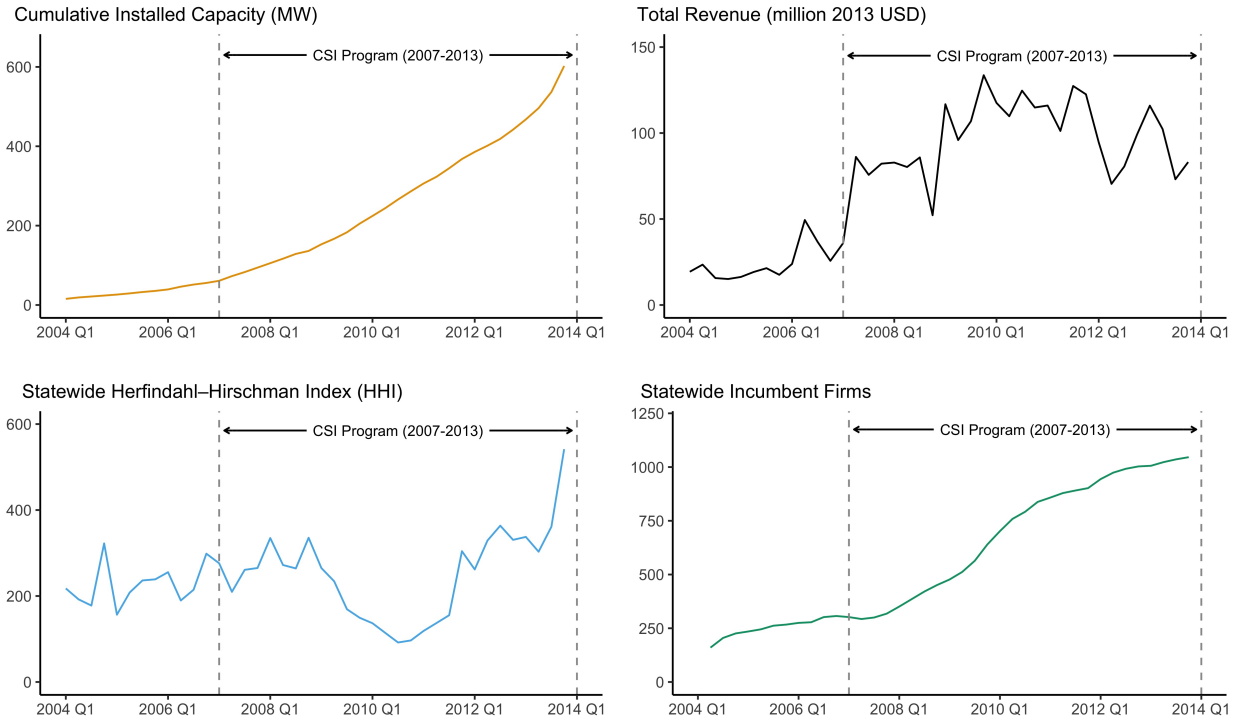 Cumulative Installed Capacity (MW)
CSI Program (2007-2013)
600
400
200
0
2004 Q1 2006 Q1 2008 Q1 2010 Q1 2012 Q1 2014 Q1
Total Revenue (million 2013 USD)
CSI Program (2007-2013)
150
100
50
0
2004 Q1 2006 Q1 2008 Q1 2010 Q1 2012 Q1 2014 Q1
Statewide Herfindahl–Hirschman Index (HHI)
CSI Program (2007-2013)
600
400
200
0
2004 Q1 2006 Q1 2008 Q1 2010 Q1 2012 Q1 2014 Q1
Statewide Incumbent Firms
1250
CSI Program (2007-2013)
1000
750
500
250
0
2004 Q1 2006 Q1 2008 Q1 2010 Q1 2012 Q1 2014 Q1